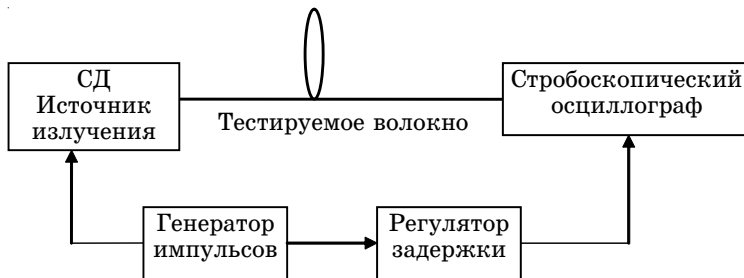 СД
Источник
излучения
Тестируемое волокно
Стробоскопический
осциллограф
Генератор
импульсов
Регулятор
задержки